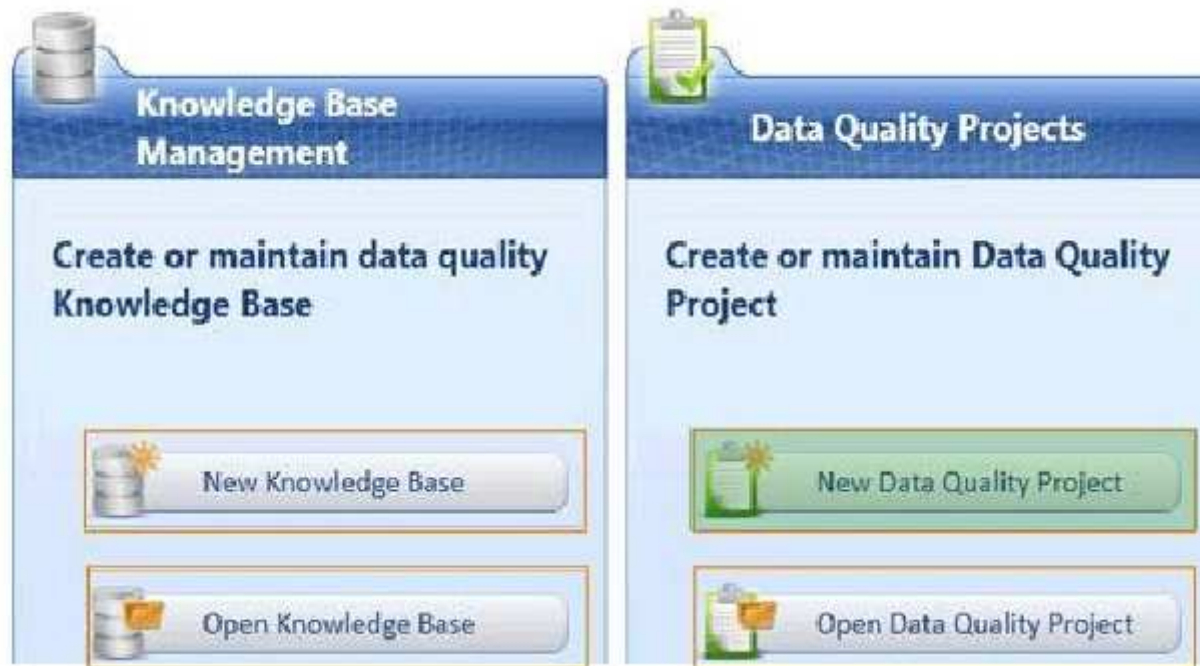 Knowledge Base
Management
Create or maintain data quality
Knowledge Base
New Knowledge Base
Open Knowledge Base
Data Quality Projects
Create or maintain Data Quality
Project
New Data Quality Project
Open Data Quality Project